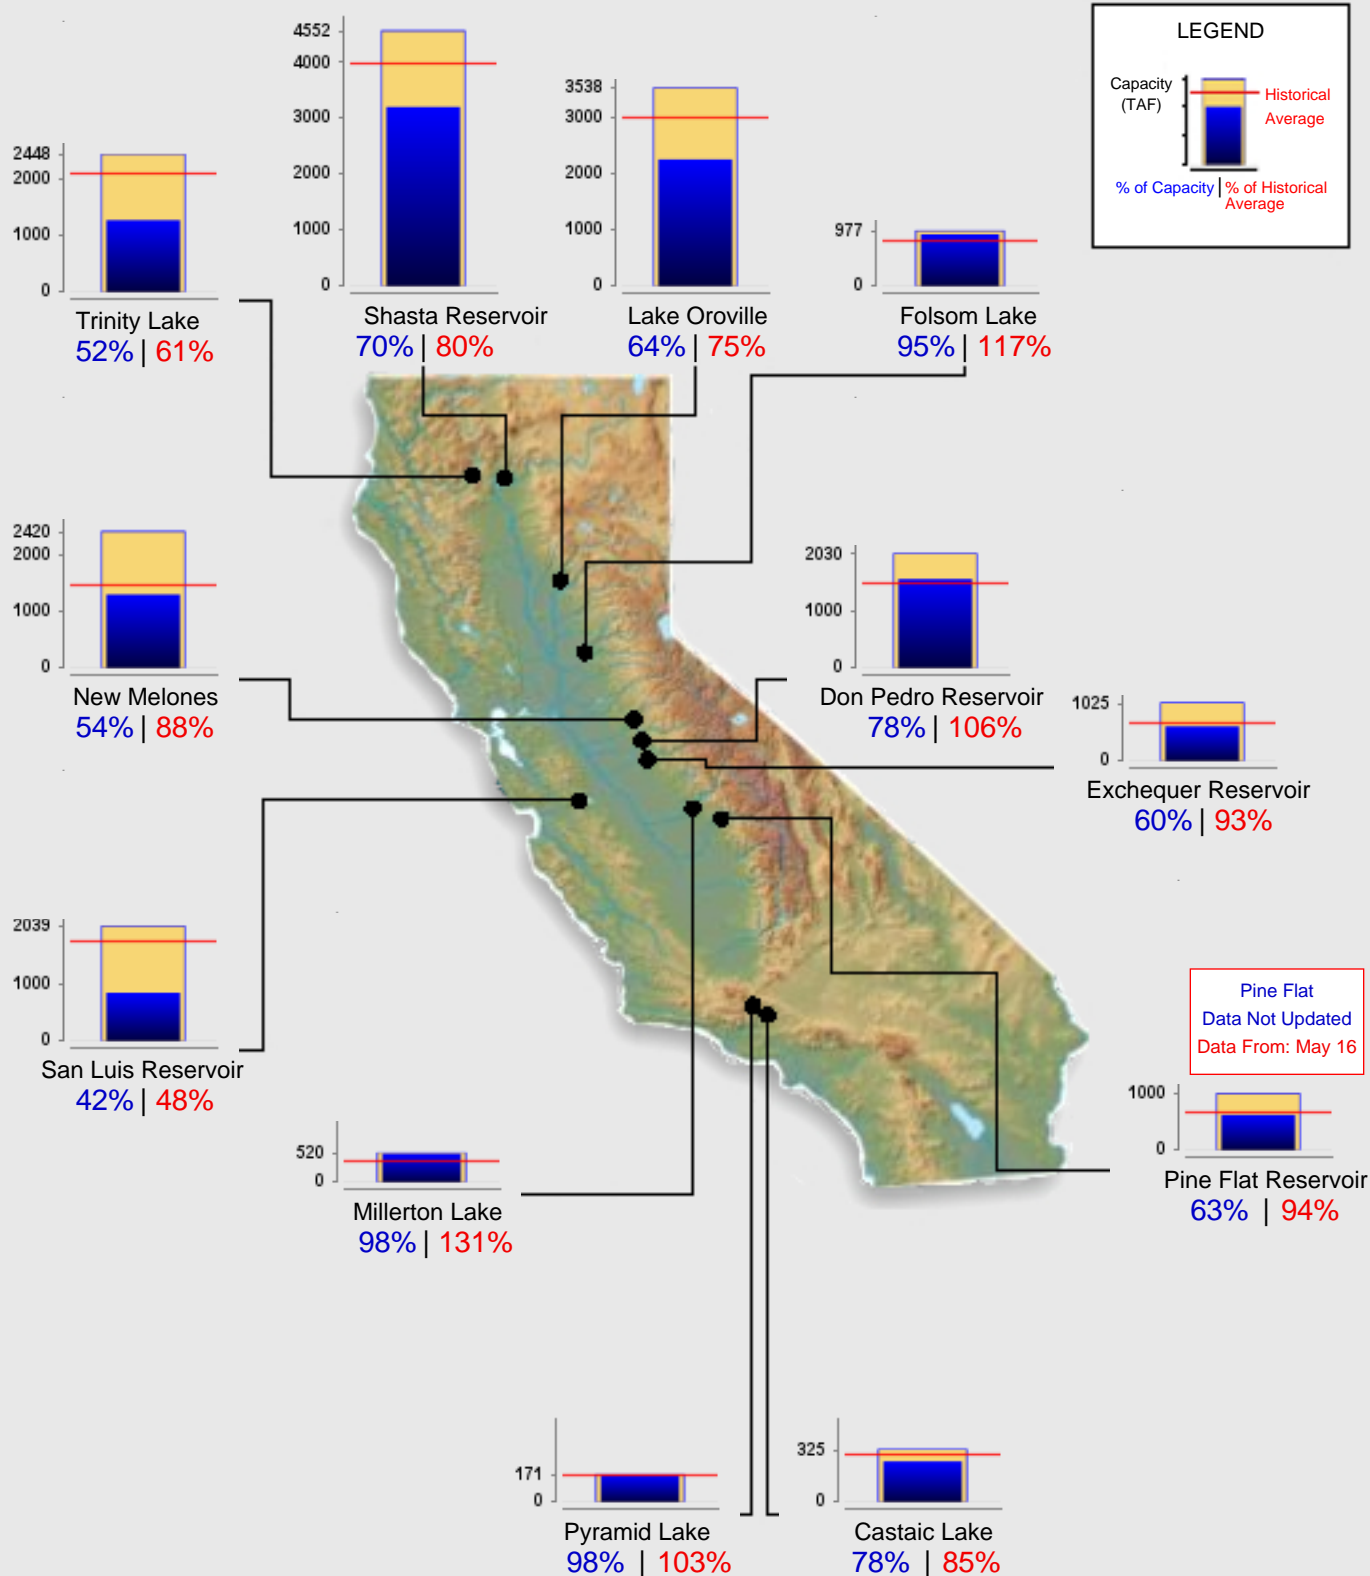 LEGEND
Capacity
(TAF)
Historical
Average
% of Capacity | % of Historical
Average
4552
4000
3000
2000
1000
0
Shasta Reservoir
70% | 80%
3538
3000
2000
1000
0
Lake Oroville
64% | 75%
2448
2000
1000
0
Trinity Lake
52% | 61%
977
0
Folsom Lake
95% | 117%
2420
2000
1000
0
New Melones
54% | 88%
2030
1000
0
Don Pedro Reservoir
78% | 106%
1025
0
Exchequer Reservoir
60% | 93%
2039
1000
0
San Luis Reservoir
42% | 48%
Pine Flat
Data Not Updated
Data From: May 16
1000
0
Pine Flat Reservoir
63% | 94%
520
0
Millerton Lake
98% | 131%
171
0
Pyramid Lake
98% | 103%
325
0
Castaic Lake
78% | 85%